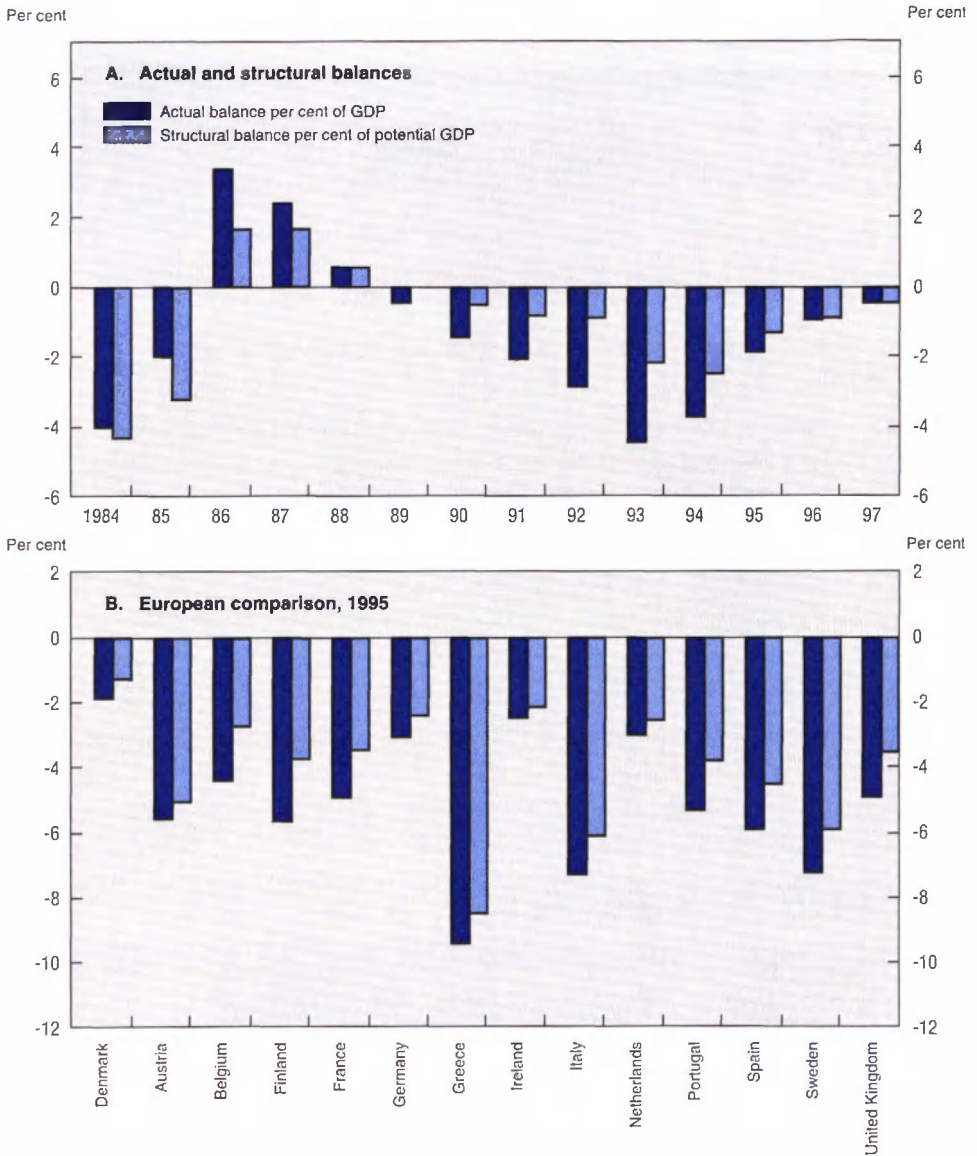 Per cent Per cent
A. Actual and structural balances
Actual balance per cent of GDP
Structural balance per cent of potential GDP
6 6
4 4
2 2
0 0
-2 -2
-4 -4
-6 -6
1984 85 86 87 88 89 90 91 92 93 94 95 96 97
Per cent Per cent
2 2
B. European comparison, 1995
0 0
-2 -2
-4 -4
-6 -6
-8 -8
-10 -10
-12 -12
Denmark
Austria
Belgium
Finland
France
Germany
Greece
Ireland
Italy
Netherlands
Portugal
Spain
Sweden
United Kingdom